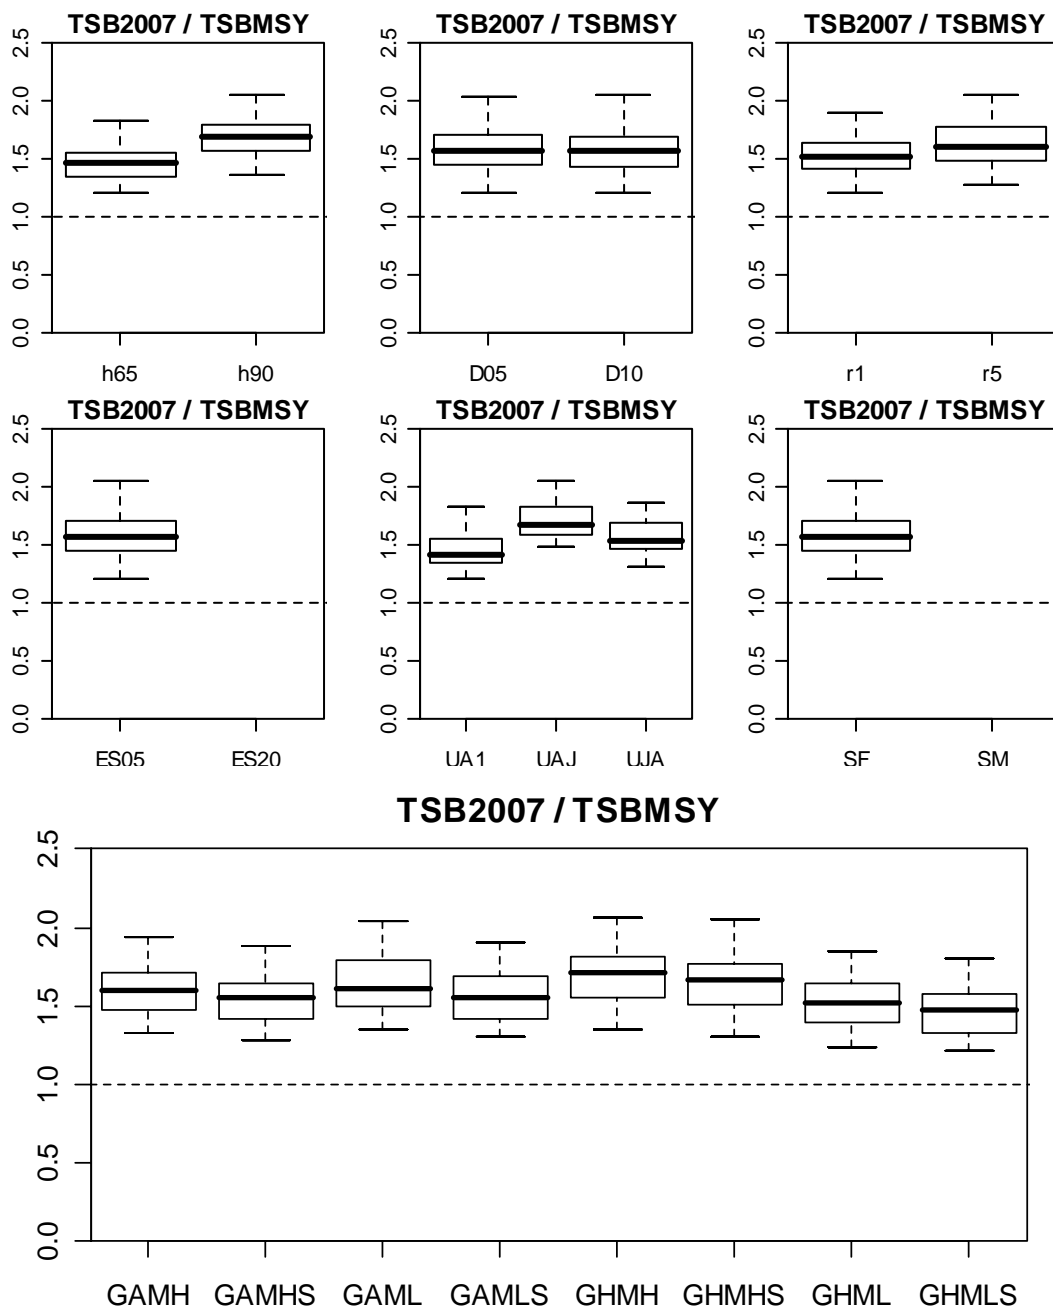 TSB2007 / TSBMSY TSB2007 / TSBMSY TSB2007 / TSBMSY
0.0 0.5 1.0 1.5 2.0 2.5 0.0 0.5 1.0 1.5 2.0 2.5 0.0 0.5 1.0 1.5 2.0 2.5
h65 h90 D05 D10 r1 r5
TSB2007 / TSBMSY TSB2007 / TSBMSY TSB2007 / TSBMSY
0.0 0.5 1.0 1.5 2.0 2.5 0.0 0.5 1.0 1.5 2.0 2.5 0.0 0.5 1.0 1.5 2.0 2.5
ES05 ES20 UA1 UAJ UJA SF SM
TSB2007 / TSBMSY
0.0 0.5 1.0 1.5 2.0 2.5
GAMH GAMHS GAML GAMLS GHMH GHMHS GHML GHMLS